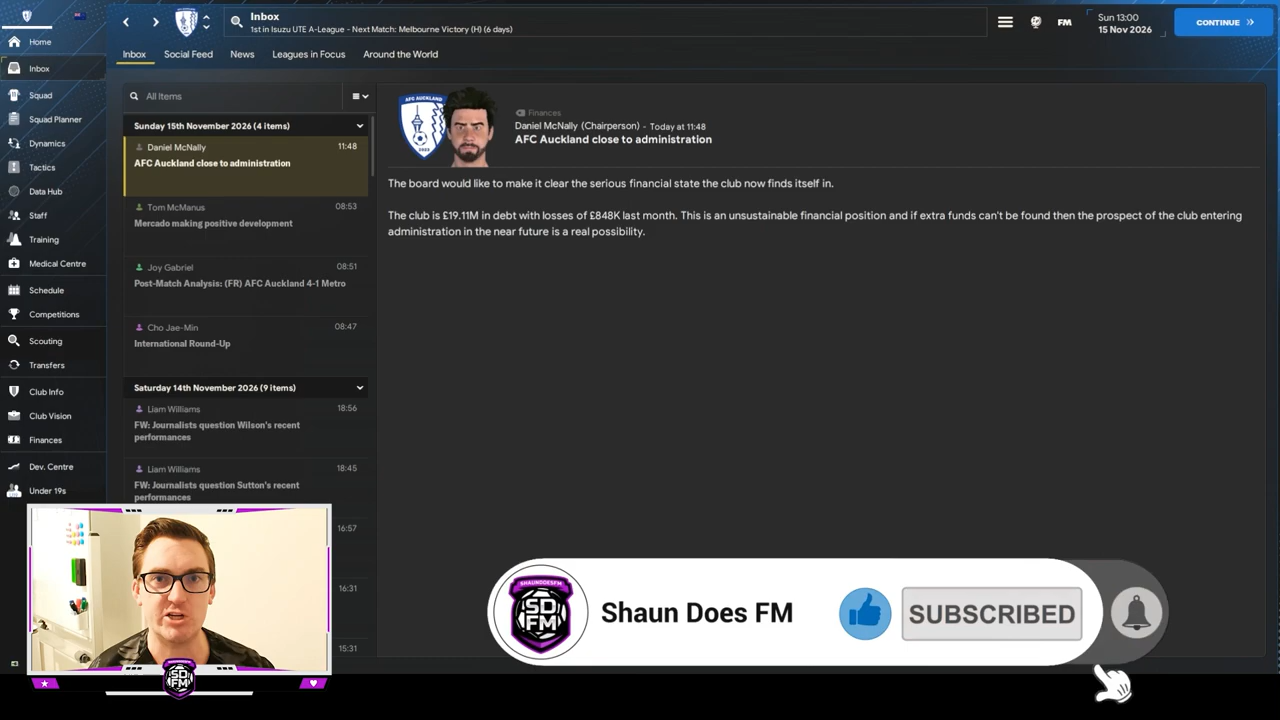 Inbox
1st in Isuzu UTE A-League - Next Match: Melbourne Victory (H) (6 days)
FM
Sun 13:00
15 Nov 2026
CONTINUE
Home
Inbox
Squad
Squad Planner
Dynamics
Tactics
Data Hub
Staff
Training
Medical Centre
Schedule
Competitions
Scouting
Transfers
Club Info
Club Vision
Finances
Dev. Centre
Under 19s
Inbox
Social Feed
News
Leagues in Focus
Around the World
All Items
Sunday 15th November 2026 (4 items)
Daniel McNally
11:48
AFC Auckland close to administration
Tom McManus
08:53
Mercado making positive development
Joy Gabriel
08:51
Post-Match Analysis: (FR) AFC Auckland 4-1 Metro
Cho Jae-Min
08:47
International Round-Up
Saturday 14th November 2026 (9 items)
Liam Williams
18:56
FW: Journalists question Wilson's recent
performances
Liam Williams
18:45
FW: Journalists question Sutton's recent
performances
16:57
16:31
15:31
AFC AUCKLAND
2023
Finances
Daniel McNally (Chairperson) - Today at 11:48
AFC Auckland close to administration
The board would like to make it clear the serious financial state the club now finds itself in.
The club is £19.11M in debt with losses of £848K last month. This is an unsustainable financial position and if extra funds can't be found then the prospect of the club entering
administration in the near future is a real possibility.
SHAUNDOESFM
SD
FM
Shaun Does FM
SUBSCRIBED
SD
FM